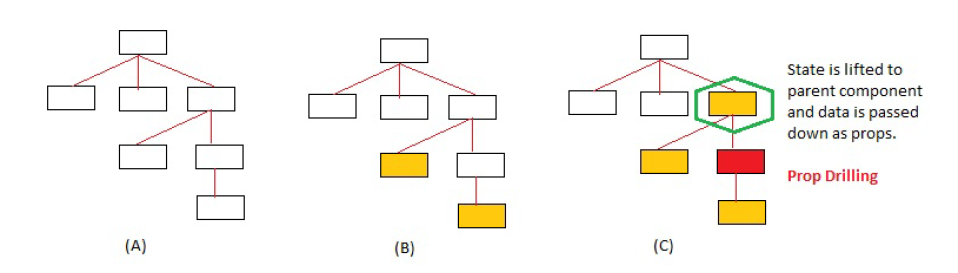 State is lifted to
parent component
and data is passed
down as props.
Prop Drilling
(A)
(B)
(C)